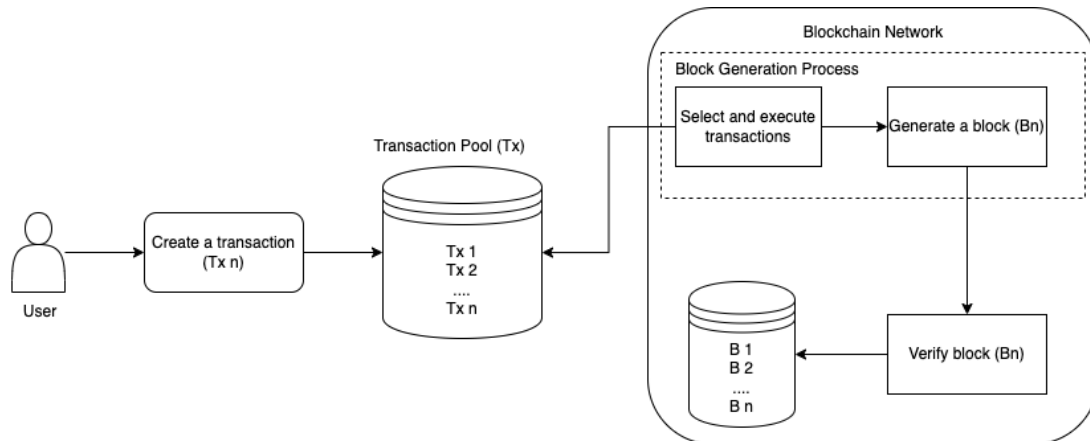 Blockchain Network
Block Generation Process
Select and execute
transactions
Generate a block (Bn)
Transaction Pool (Tx)
Create a transaction
(Tx n)
Tx 1
Tx 2
....
Tx n
User
B 1
B 2
....
B n
Verify block (Bn)